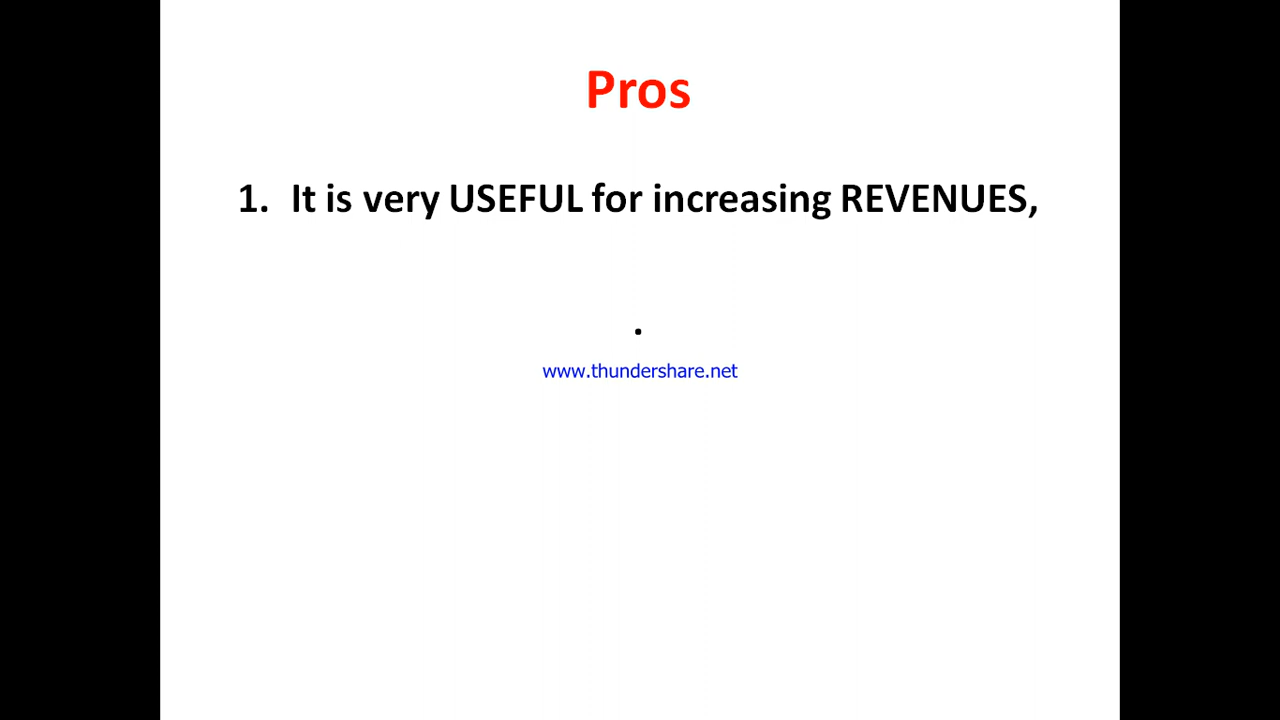 Pros
1. It is very USEFUL for increasing REVENUES,
.
www.thundershare.net